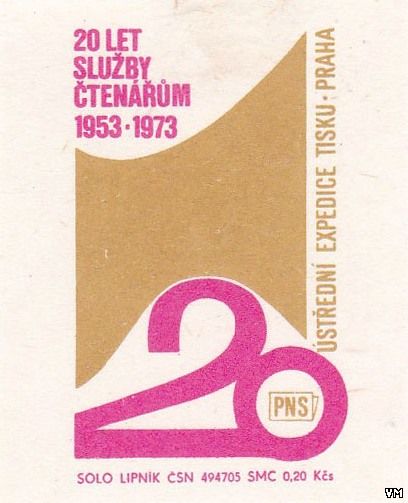 20 LET
SLUŽBY
ČTENÁŘŮM
1953·1973
ÚSTŘEDNÍ EXPEDICE TISKU · PRAHA
20
PNS
SOLO LIPNÍK ČSN 494705 SMC 0,20 Kčs
VM